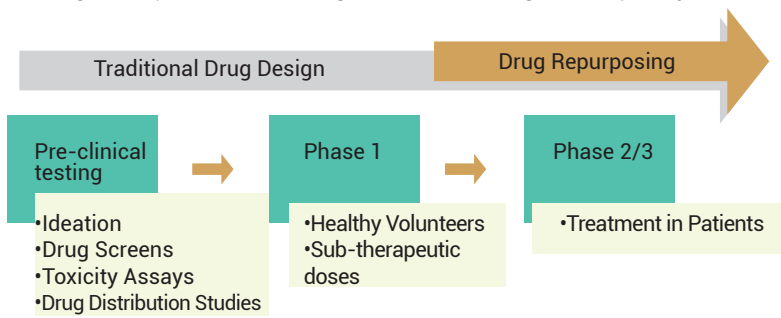 Traditional Drug Design
Drug Repurposing
Pre-clinical
testing
Phase 1
Phase 2/3
•Ideation
•Drug Screens
•Toxicity Assays
•Drug Distribution Studies
•Healthy Volunteers
•Sub-therapeutic
doses
•Treatment in Patients